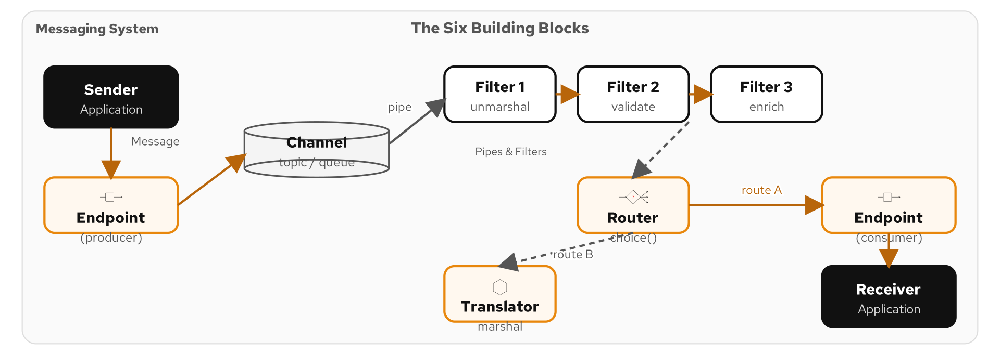 Messaging System
The Six Building Blocks
Sender
Application
Message
Endpoint
(producer)
Channel
topic / queue
pipe
Filter 1
unmarshal
Filter 2
validate
Filter 3
enrich
Pipes & Filters
?
Router
choice()
route A
route B
Endpoint
(consumer)
Translator
marshal
Receiver
Application